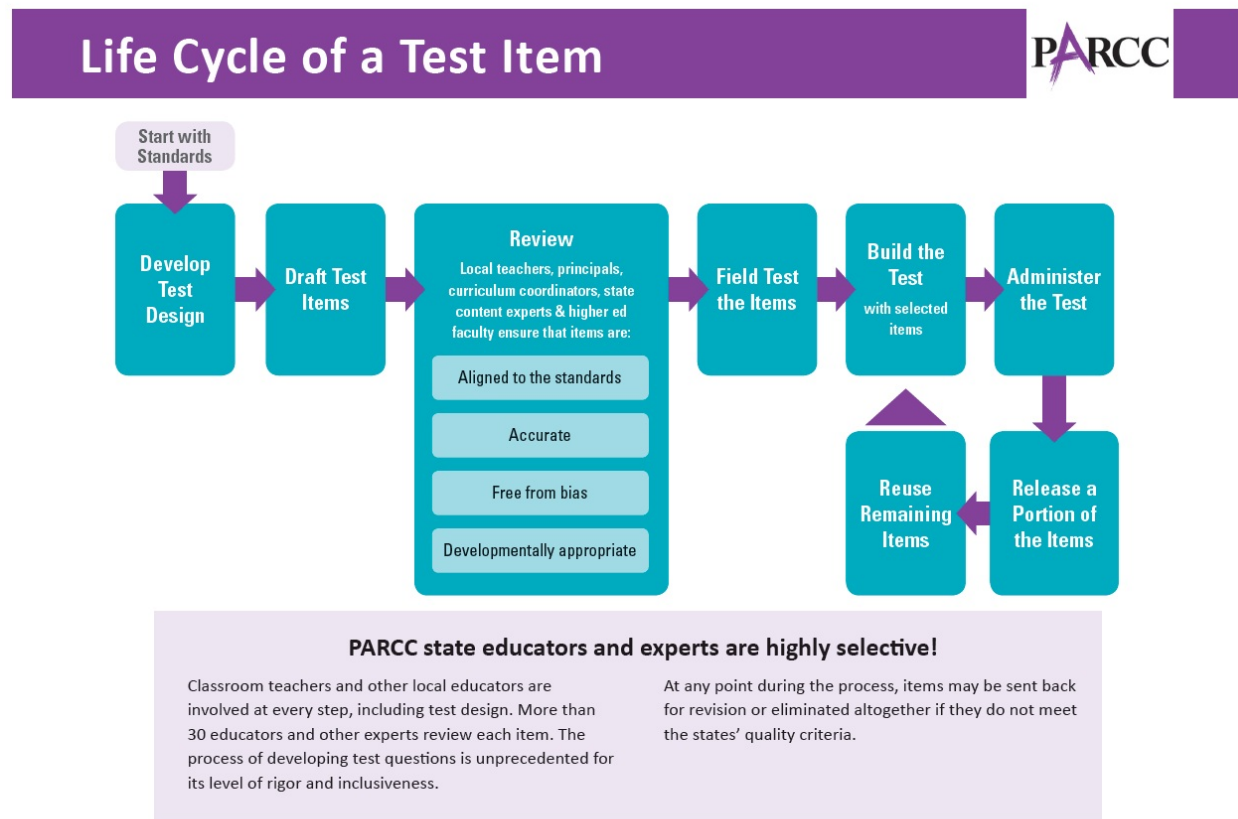 Life Cycle of a Test Item
PARCC
Start with
Standards
Develop
Test
Design
Draft Test
Items
Review
Local teachers, principals,
curriculum coordinators, state
content experts & higher ed
faculty ensure that items are:
Aligned to the standards
Accurate
Free from bias
Developmentally appropriate
Field Test
the Items
Build the
Test
with selected
items
Administer
the Test
Release a
Portion of
the Items
Reuse
Remaining
Items
PARCC state educators and experts are highly selective!
Classroom teachers and other local educators are
involved at every step, including test design. More than
30 educators and other experts review each item. The
process of developing test questions is unprecedented for
its level of rigor and inclusiveness.
At any point during the process, items may be sent back
for revision or eliminated altogether if they do not meet
the states’ quality criteria.